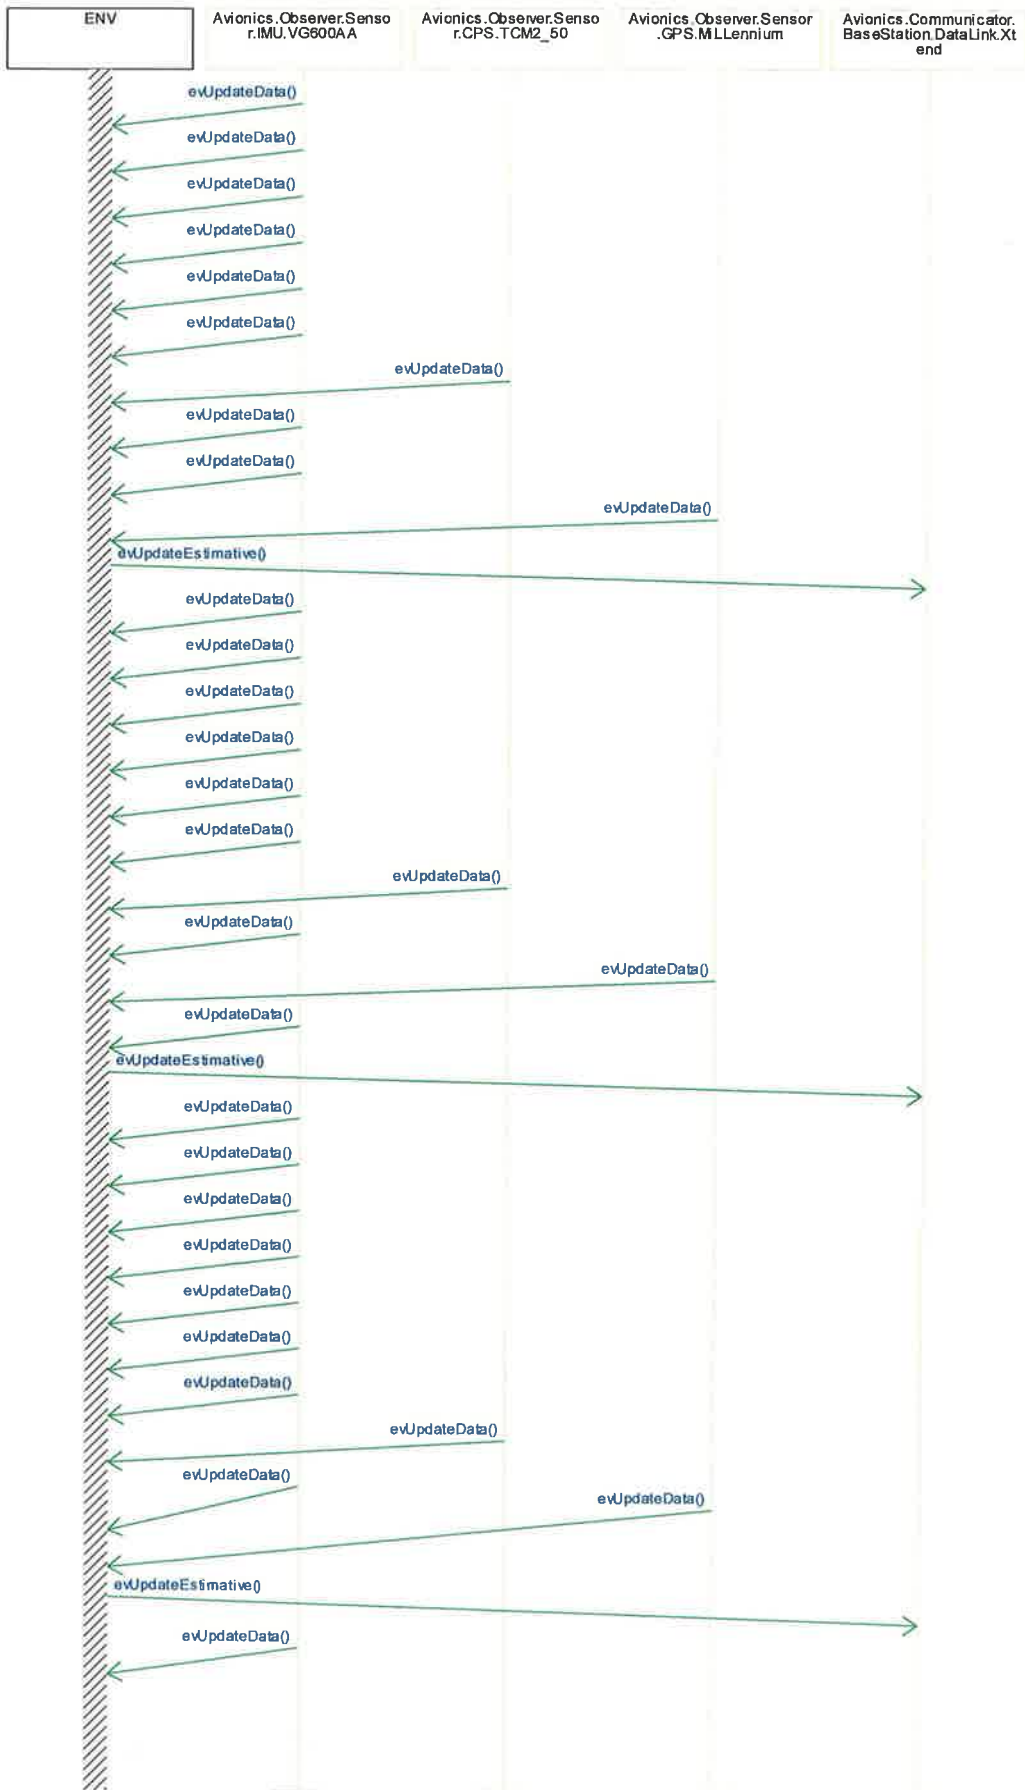 ENV
Avionics.Observer.Senso
r.IMU.VG600AA
Avionics.Observer.Senso
r.CPS.TCM2_50
Avionics.Observer.Sensor
.GPS.MiLLennium
Avionics.Communicator.
BaseStation.DataLink.Xt
end
evUpdateData()
evUpdateData()
evUpdateData()
evUpdateData()
evUpdateData()
evUpdateData()
evUpdateData()
evUpdateData()
evUpdateData()
evUpdateData()
evUpdateEstimative()
evUpdateData()
evUpdateData()
evUpdateData()
evUpdateData()
evUpdateData()
evUpdateData()
evUpdateData()
evUpdateData()
evUpdateData()
evUpdateData()
evUpdateEstimative()
evUpdateData()
evUpdateData()
evUpdateData()
evUpdateData()
evUpdateData()
evUpdateData()
evUpdateData()
evUpdateData()
evUpdateData()
evUpdateData()
evUpdateEstimative()
evUpdateData()